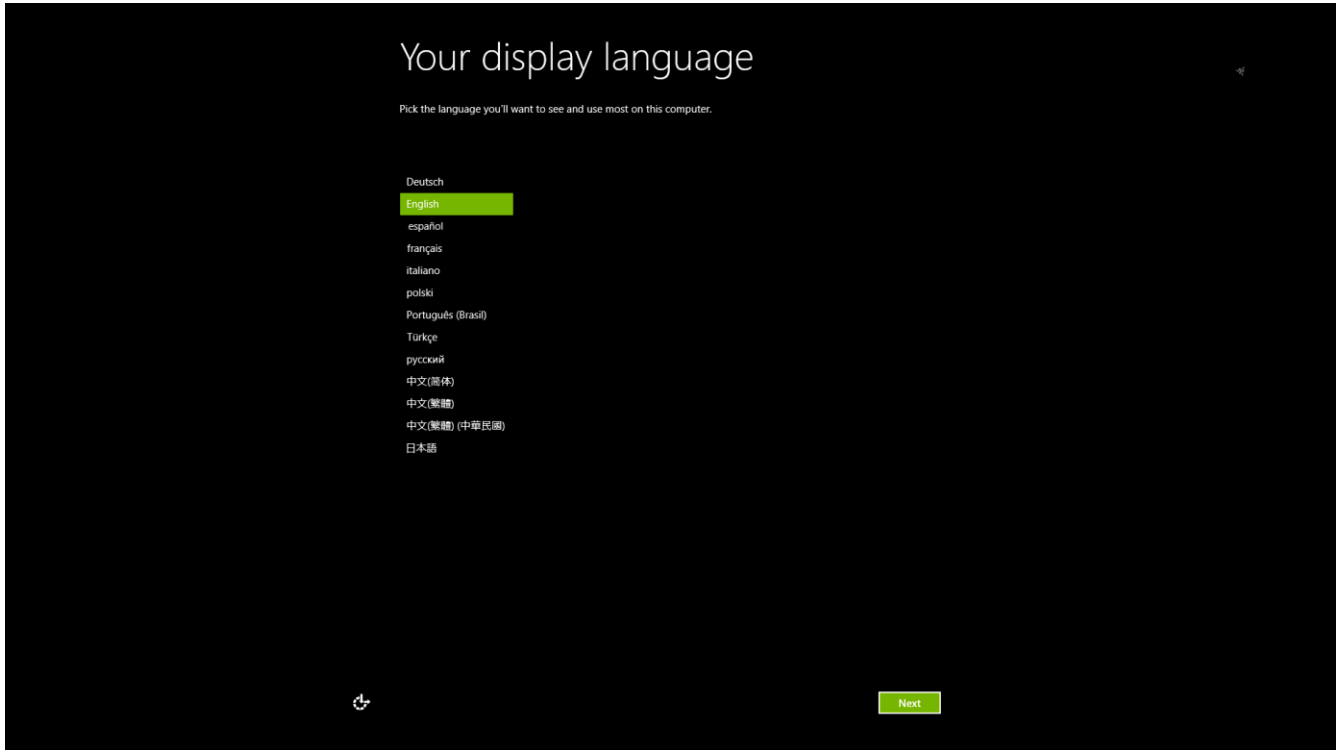 Your display language
Pick the language you'll want to see and use most on this computer.
Deutsch
English
español
français
italiano
polski
Português (Brasil)
Türkçe
русский
中文(简体)
中文(繁體)
中文(繁體) (中華民國)
日本語
Next